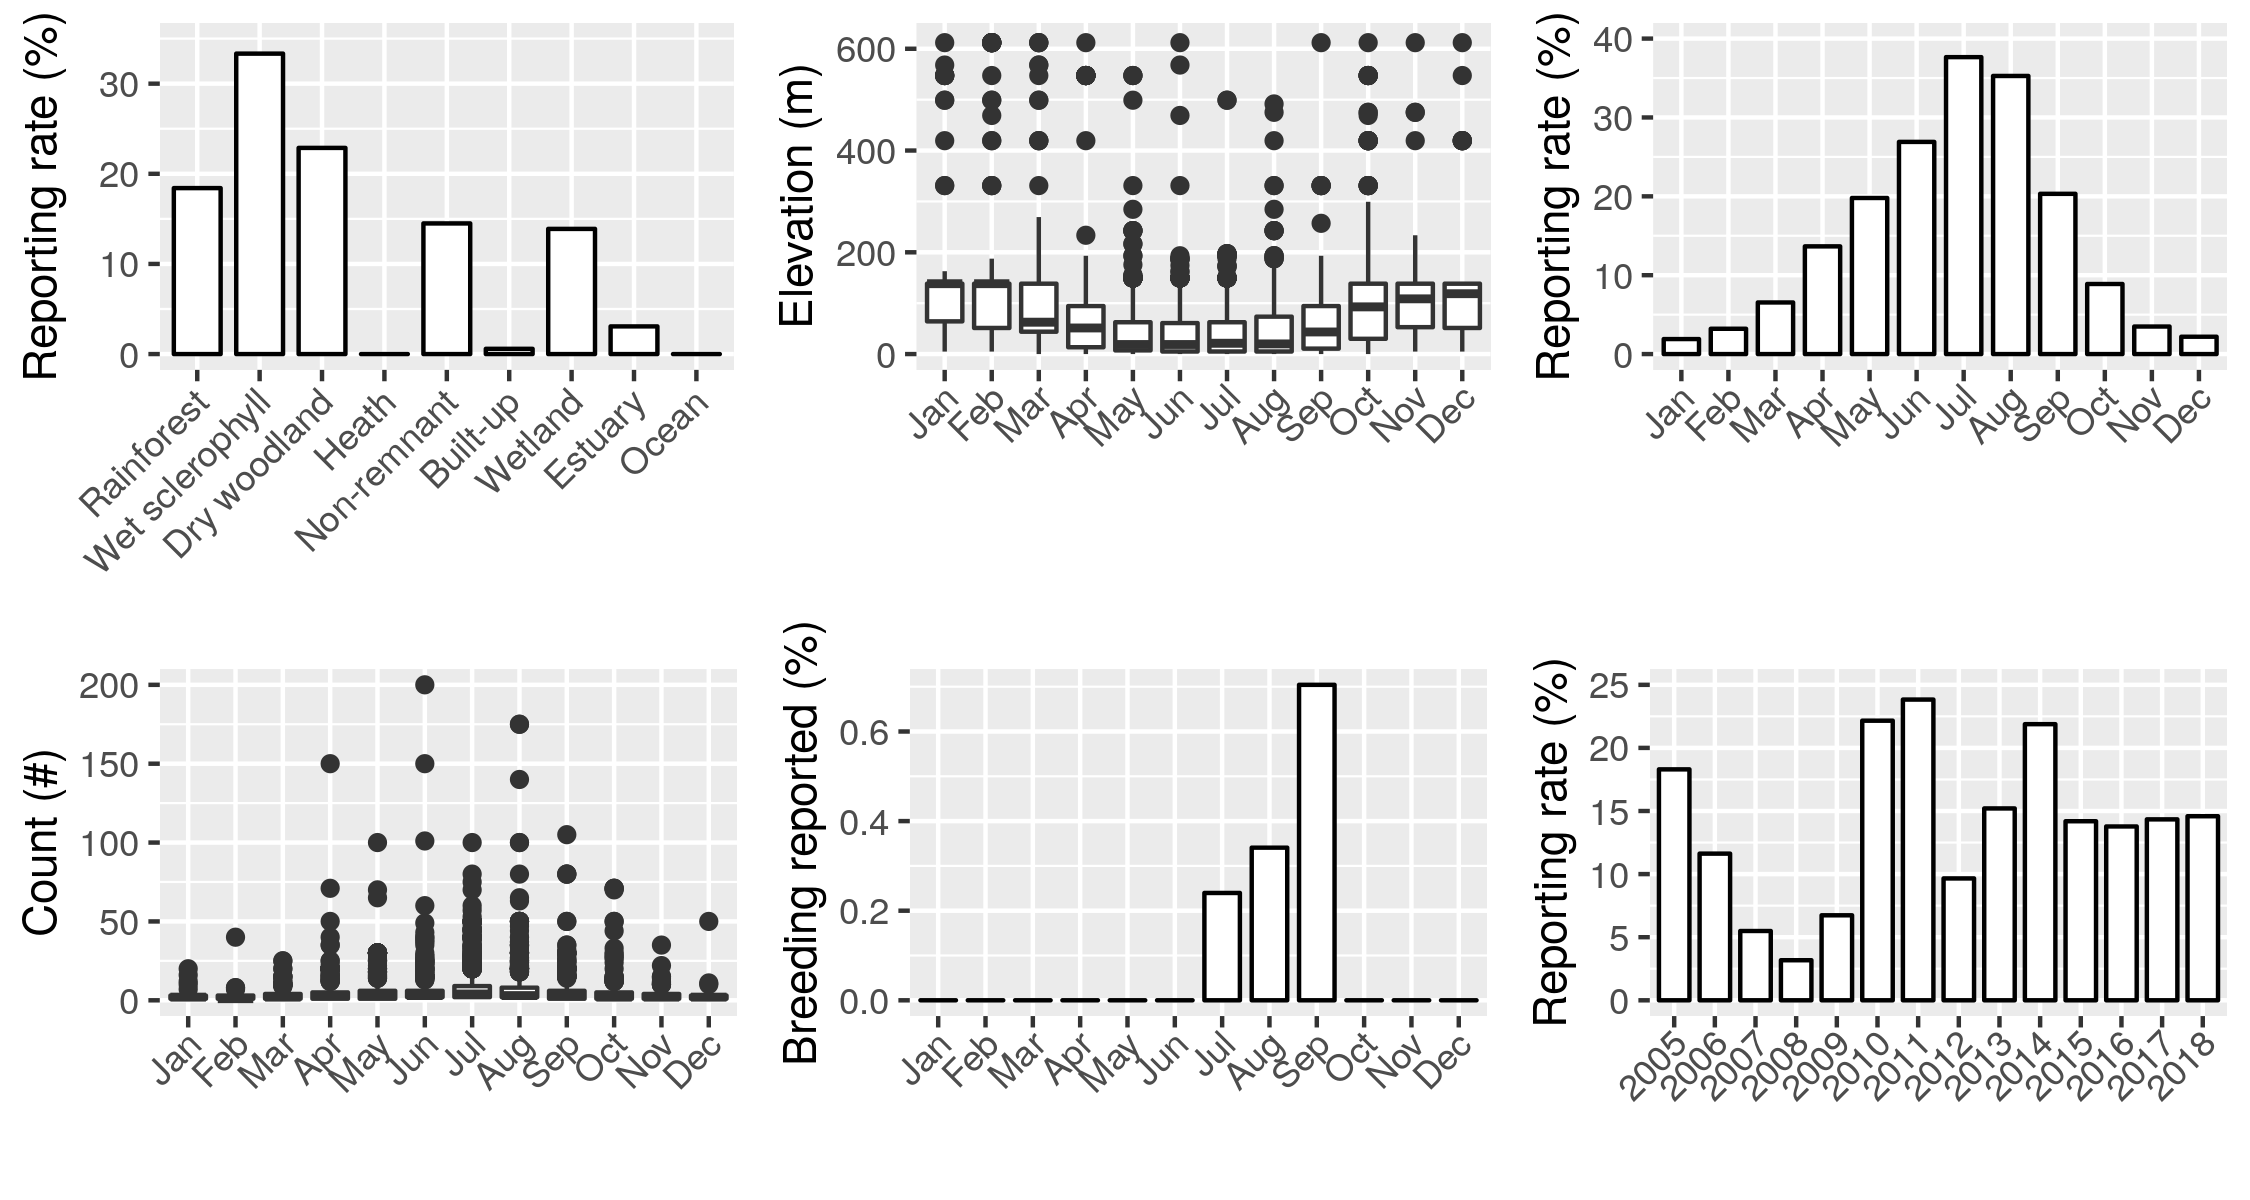 Reporting rate (%)
30
20
10
0
Rainforest
Wet sclerophyll
Dry woodland
Heath
Non-remnant
Built-up
Wetland
Estuary
Ocean
Elevation (m)
600
400
200
0
Jan
Feb
Mar
Apr
May
Jun
Jul
Aug
Sep
Oct
Nov
Dec
Reporting rate (%)
40
30
20
10
0
Jan
Feb
Mar
Apr
May
Jun
Jul
Aug
Sep
Oct
Nov
Dec
Count (#)
200
150
100
50
0
Jan
Feb
Mar
Apr
May
Jun
Jul
Aug
Sep
Oct
Nov
Dec
Breeding reported (%)
0.6
0.4
0.2
0.0
Jan
Feb
Mar
Apr
May
Jun
Jul
Aug
Sep
Oct
Nov
Dec
Reporting rate (%)
25
20
15
10
5
0
2005
2006
2007
2008
2009
2010
2011
2012
2013
2014
2015
2016
2017
2018